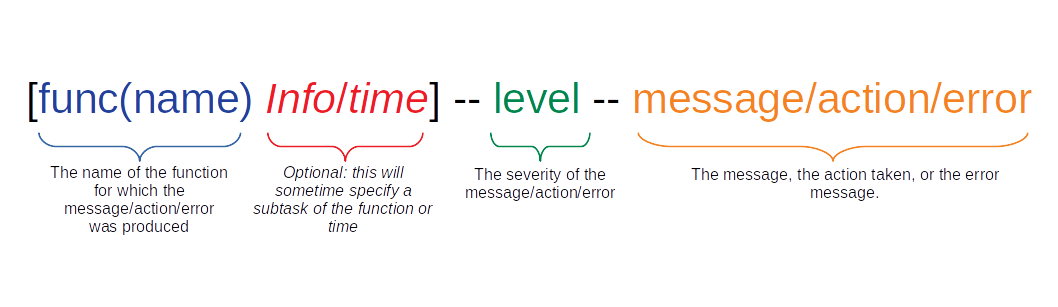 [func(name) Info/time] -- level -- message/action/error
The name of the function
for which the
message/action/error
was produced
Optional: this will
sometime specify a
subtask of the function or
time
The severity of the
message/action/error
The message, the action taken, or the error
message.